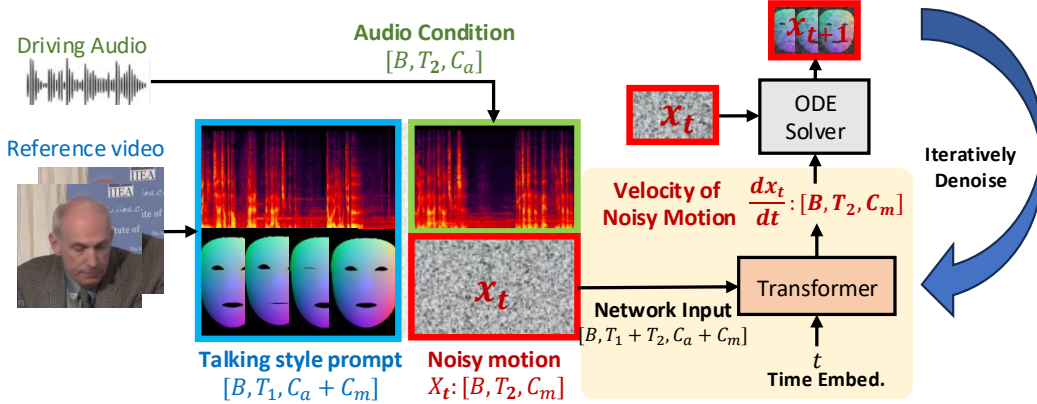 Driving Audio
Audio Condition
[B, T₂, Cₐ]
Reference video
IIEA
IIEA
Talking style prompt
[B, T₁, Cₐ + Cₘ]
xₜ
Noisy motion
Xₜ: [B, T₂, Cₘ]
xₜ₊₁
xₜ
ODE
Solver
Iteratively
Denoise
Velocity of
Noisy Motion
dxₜ
dt
: [B, T₂, Cₘ]
Transformer
Network Input
[B, T₁ + T₂, Cₐ + Cₘ]
t
Time Embed.